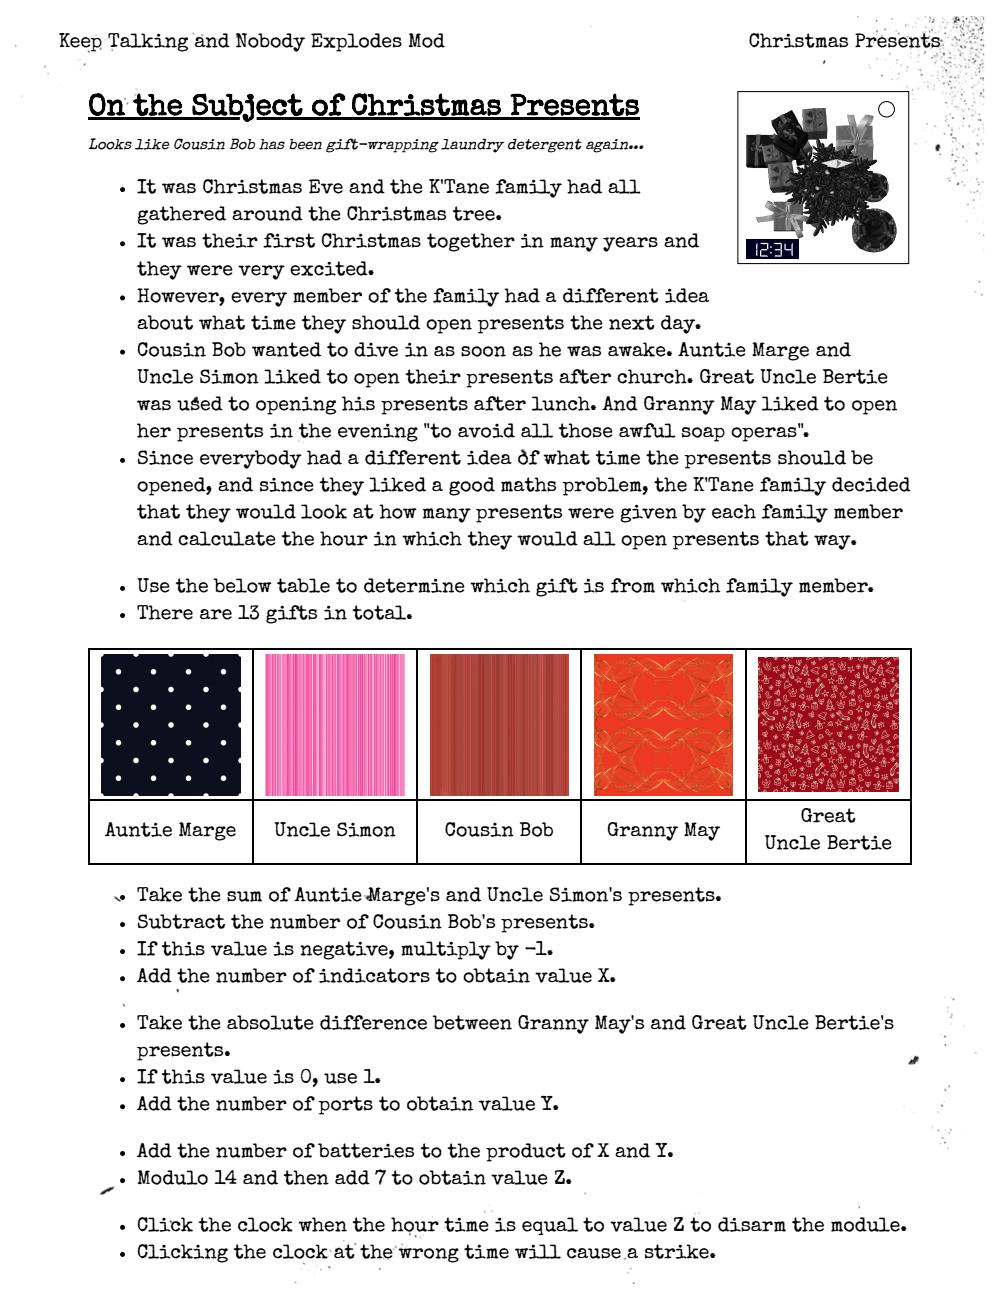 Keep Talking and Nobody Explodes Mod
Christmas Presents
On the Subject of Christmas Presents
Looks like Cousin Bob has been gift-wrapping laundry detergent again...
12:34
• It was Christmas Eve and the K'Tane family had all
gathered around the Christmas tree.
• It was their first Christmas together in many years and
they were very excited.
• However, every member of the family had a different idea
about what time they should open presents the next day.
• Cousin Bob wanted to dive in as soon as he was awake. Auntie Marge and
Uncle Simon liked to open their presents after church. Great Uncle Bertie
was used to opening his presents after lunch. And Granny May liked to open
her presents in the evening "to avoid all those awful soap operas".
• Since everybody had a different idea of what time the presents should be
opened, and since they liked a good maths problem, the K'Tane family decided
that they would look at how many presents were given by each family member
and calculate the hour in which they would all open presents that way.
• Use the below table to determine which gift is from which family member.
• There are 13 gifts in total.
Auntie Marge
Uncle Simon
Cousin Bob
Granny May
Great
Uncle Bertie
• Take the sum of Auntie Marge's and Uncle Simon's presents.
• Subtract the number of Cousin Bob's presents.
• If this value is negative, multiply by -1.
• Add the number of indicators to obtain value X.
• Take the absolute difference between Granny May's and Great Uncle Bertie's
presents.
• If this value is 0, use 1.
• Add the number of ports to obtain value Y.
• Add the number of batteries to the product of X and Y.
• Modulo 14 and then add 7 to obtain value Z.
• Click the clock when the hour time is equal to value Z to disarm the module.
• Clicking the clock at the wrong time will cause a strike.